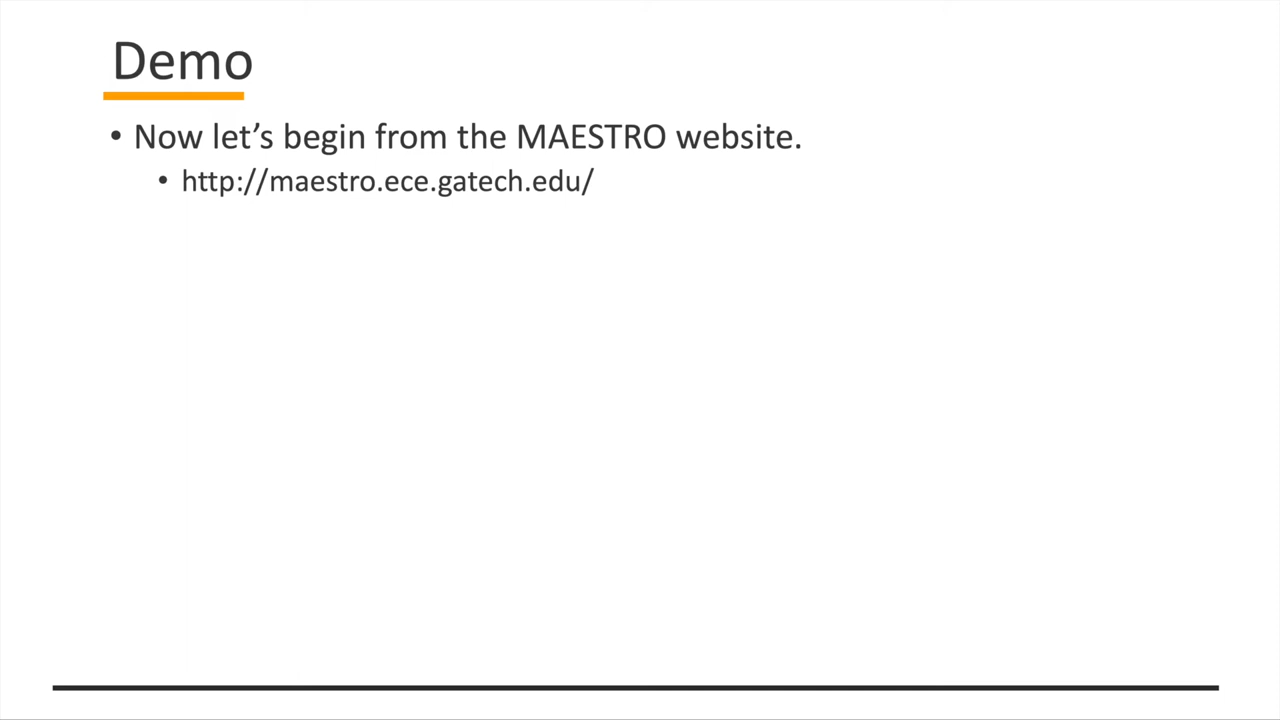 Demo
• Now let’s begin from the MAESTRO website.
• http://maestro.ece.gatech.edu/